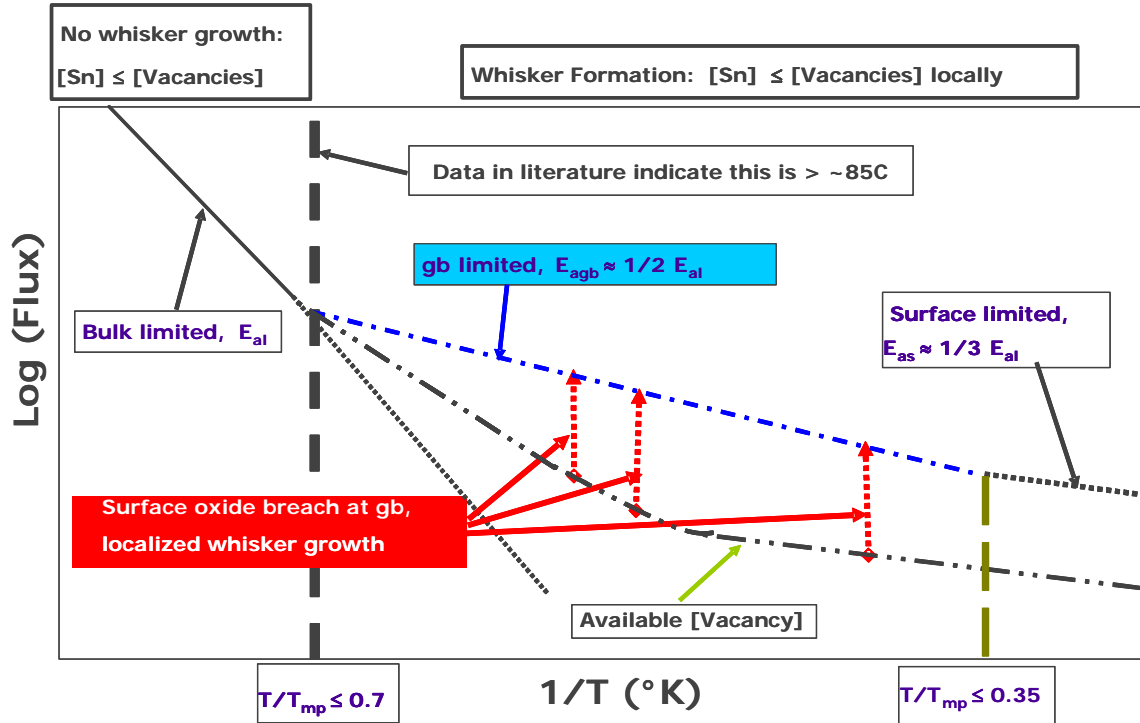 No whisker growth:
[Sn] ≤ [Vacancies]
Whisker Formation: [Sn] ≤ [Vacancies] locally
Data in literature indicate this is > ~85C
gb limited, Eagb ≈ 1/2 Eal
Bulk limited, Eal
Surface limited,
Eas ≈ 1/3 Eal
Log (Flux)
Surface oxide breach at gb,
localized whisker growth
Available [Vacancy]
T/Tmp ≤ 0.7
1/T (°K)
T/Tmp ≤ 0.35